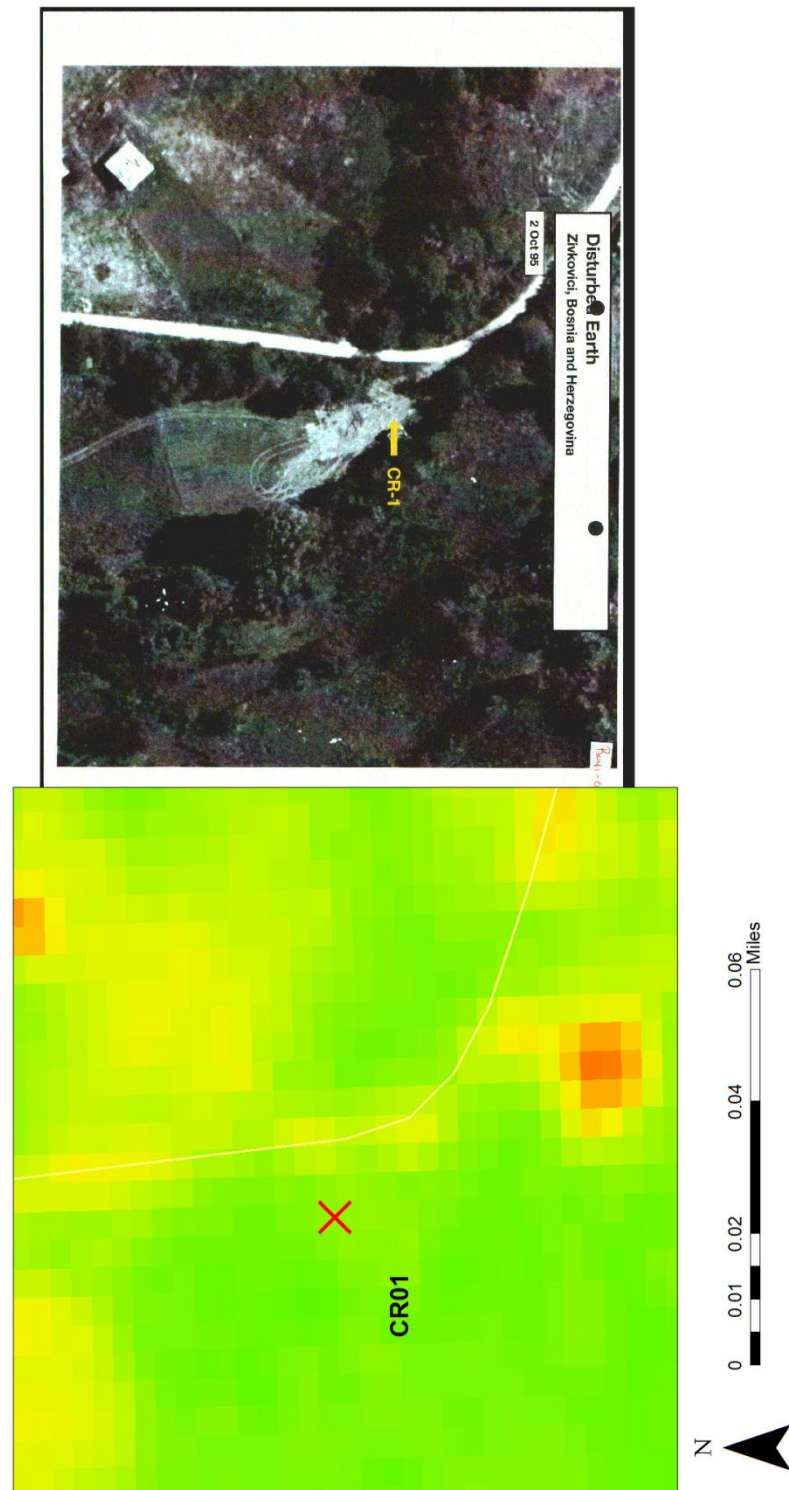 Disturbed Earth
Zivkovici, Bosnia and Herzegovina
2 Oct 95
CR-1
CR01
0 0.01 0.02 0.04 0.06
Miles
N